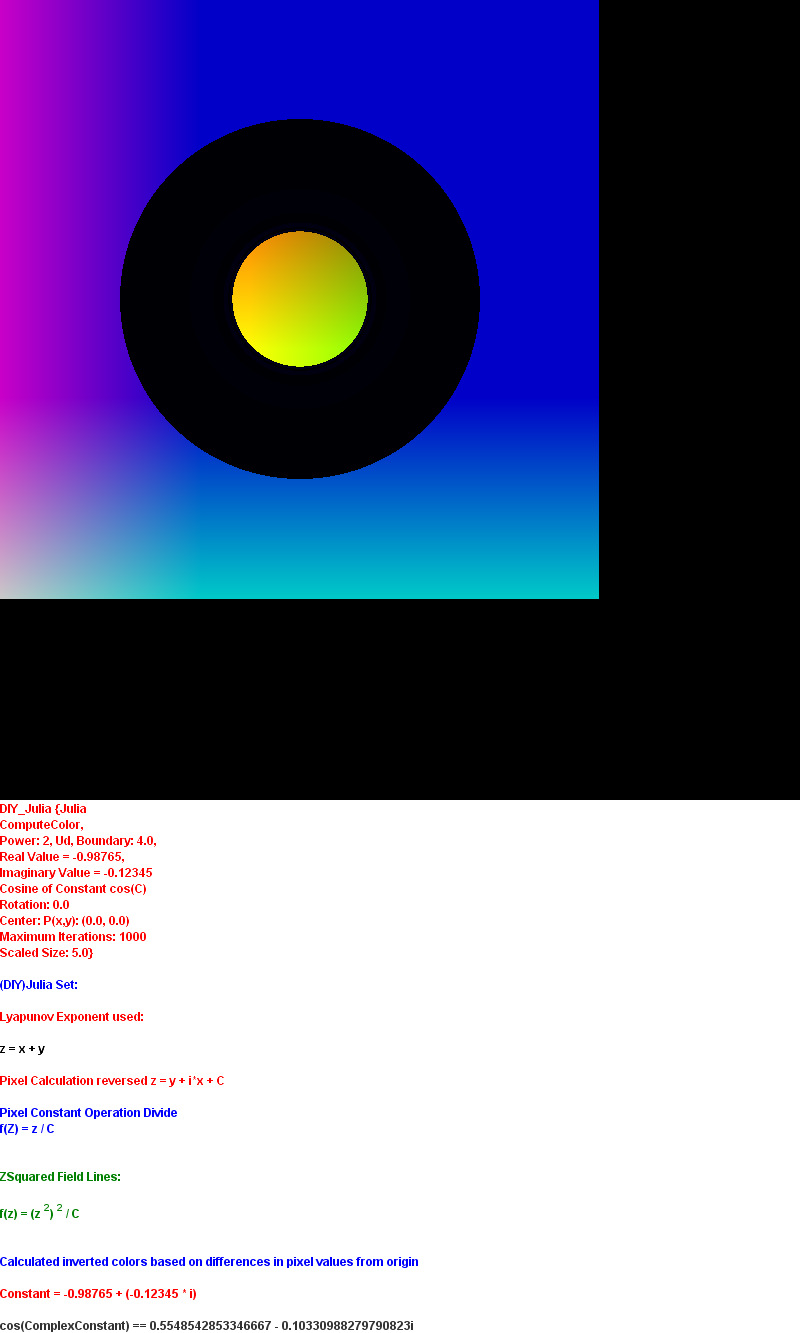 DIY_Julia {Julia
ComputeColor,
Power: 2, Ud, Boundary: 4.0,
Real Value = -0.98765,
Imaginary Value = -0.12345
Cosine of Constant cos(C)
Rotation: 0.0
Center: P(x,y): (0.0, 0.0)
Maximum Iterations: 1000
Scaled Size: 5.0}
(DIY)Julia Set:
Lyapunov Exponent used:
z = x + y
Pixel Calculation reversed z = y + i*x + C
Pixel Constant Operation Divide
f(Z) = z / C
ZSquared Field Lines:
f(z) = (z ²) ² / C
Calculated inverted colors based on differences in pixel values from origin
Constant = -0.98765 + (-0.12345 * i)
cos(ComplexConstant) == 0.5548542853346667 - 0.10330988279790823i